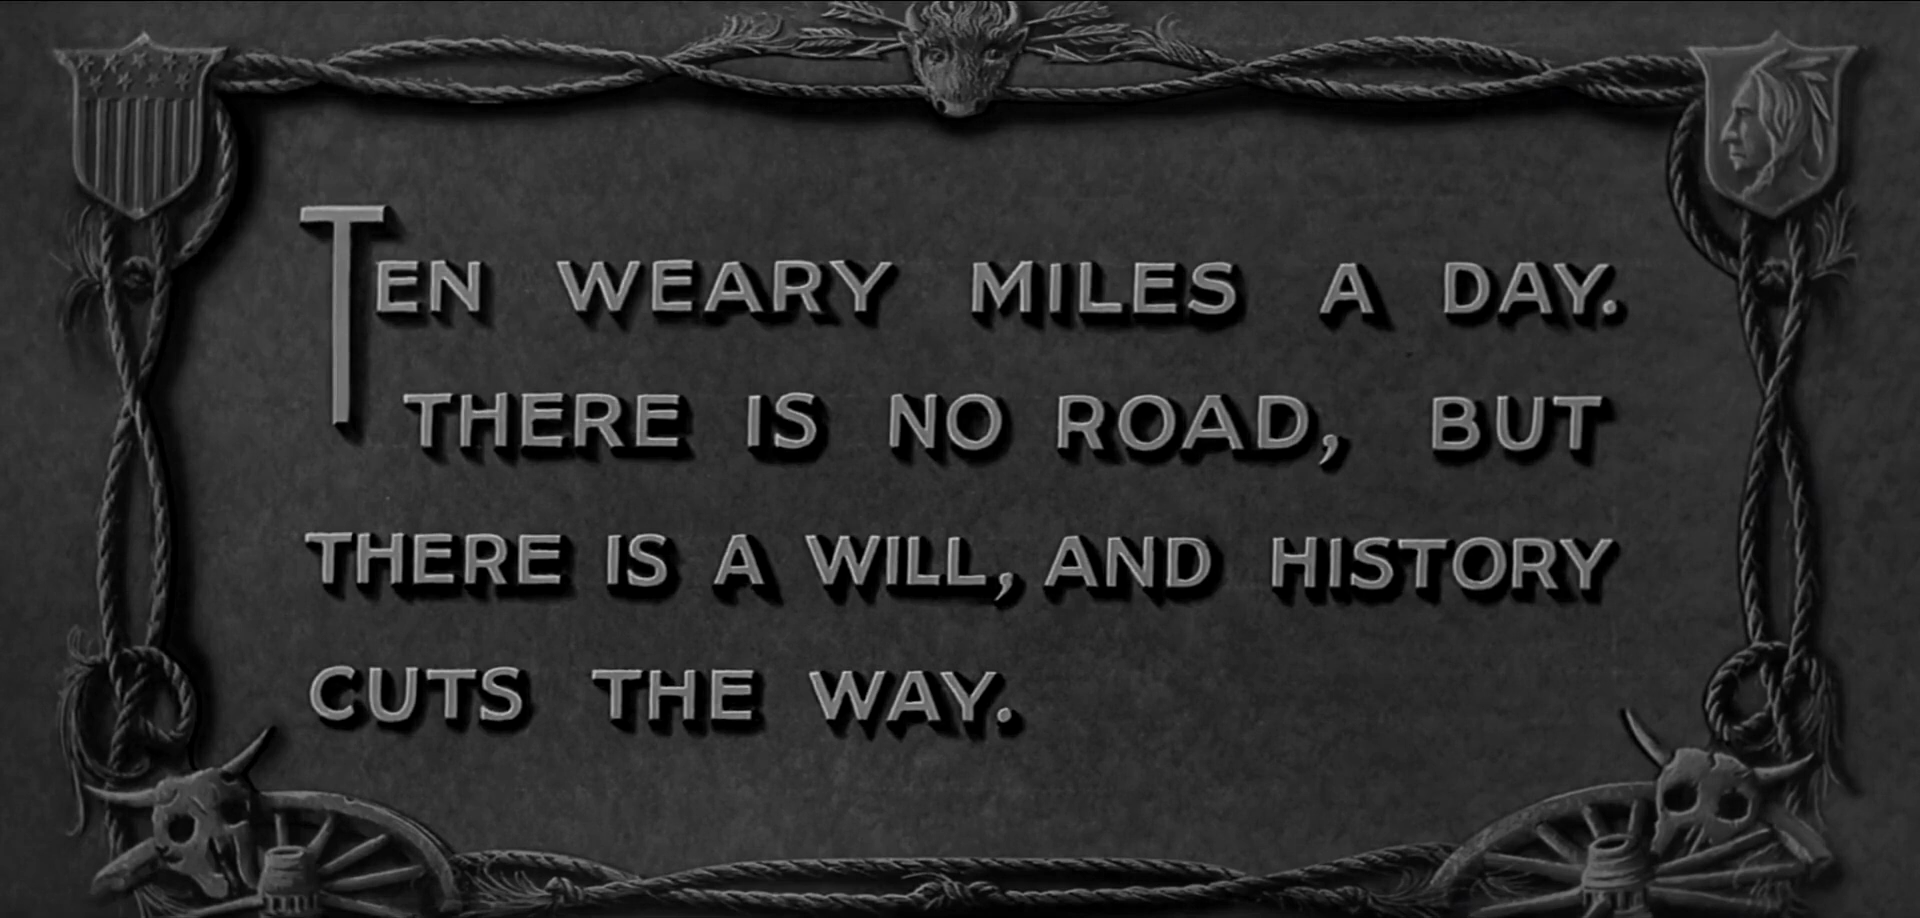 TEN WEARY MILES A DAY.
THERE IS NO ROAD, BUT
THERE IS A WILL, AND HISTORY
CUTS THE WAY.